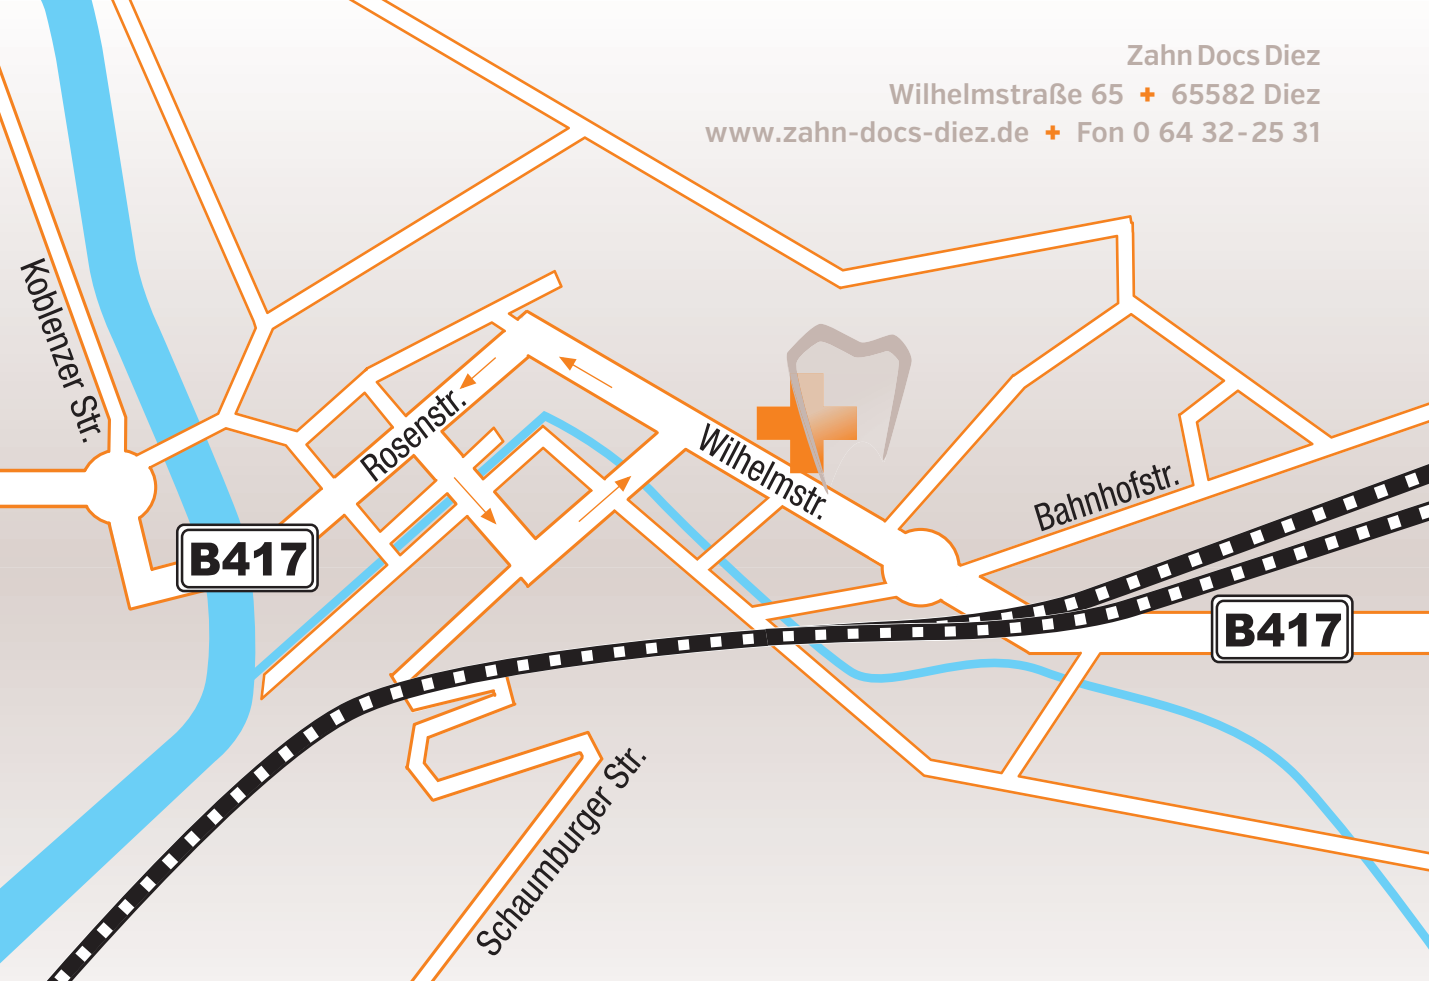 Zahn Docs Diez
Wilhelmstraße 65 + 65582 Diez
www.zahn-docs-diez.de + Fon 0 64 32-25 31
Koblenzer Str.
Rosenstr.
Wilhelmstr.
Bahnhofstr.
B417
B417
Schaumburger Str.